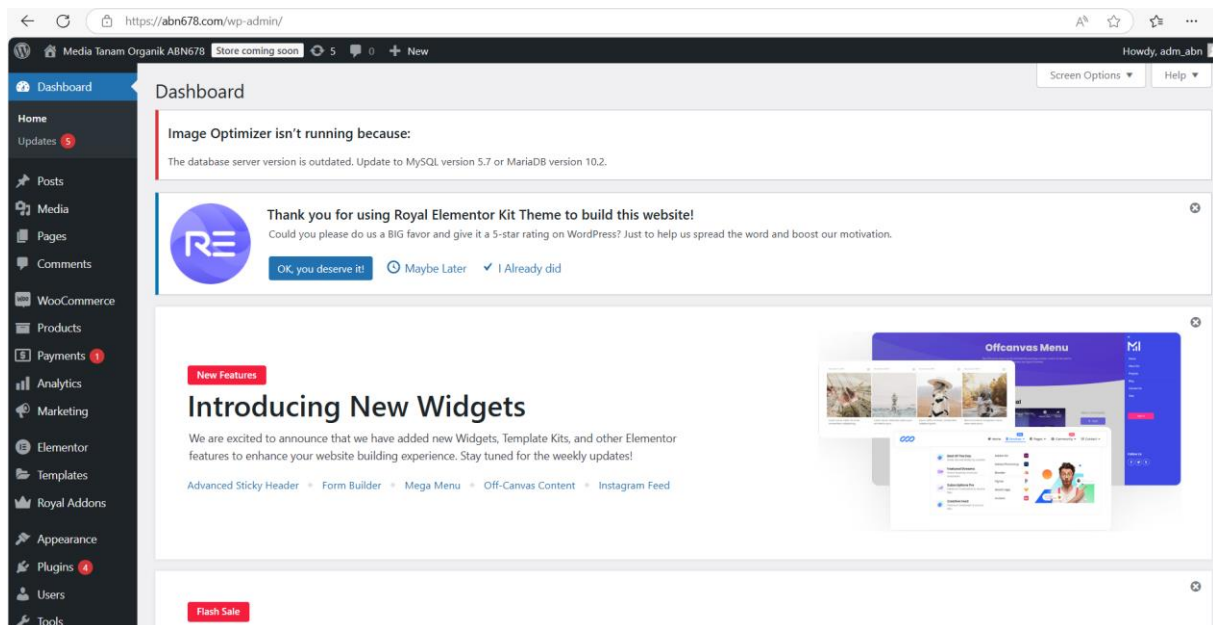 https://abn678.com/wp-admin/
Media Tanam Organik ABN678 Store coming soon 5 0 + New Howdy, adm_abn
Screen Options ▼ Help ▼
Dashboard
Home
Updates 5
Posts
Media
Pages
Comments
WooCommerce
Products
Payments 1
Analytics
Marketing
Elementor
Templates
Royal Addons
Appearance
Plugins 4
Users
Tools
Dashboard
Image Optimizer isn't running because:
The database server version is outdated. Update to MySQL version 5.7 or MariaDB version 10.2.
RE
Thank you for using Royal Elementor Kit Theme to build this website!
Could you please do us a BIG favor and give it a 5-star rating on WordPress? Just to help us spread the word and boost our motivation.
OK, you deserve it! Maybe Later ✔ I Already did
New Features
Introducing New Widgets
We are excited to announce that we have added new Widgets, Template Kits, and other Elementor
features to enhance your website building experience. Stay tuned for the weekly updates!
Advanced Sticky Header Form Builder Mega Menu Off-Canvas Content Instagram Feed
Offcanvas Menu
Flash Sale